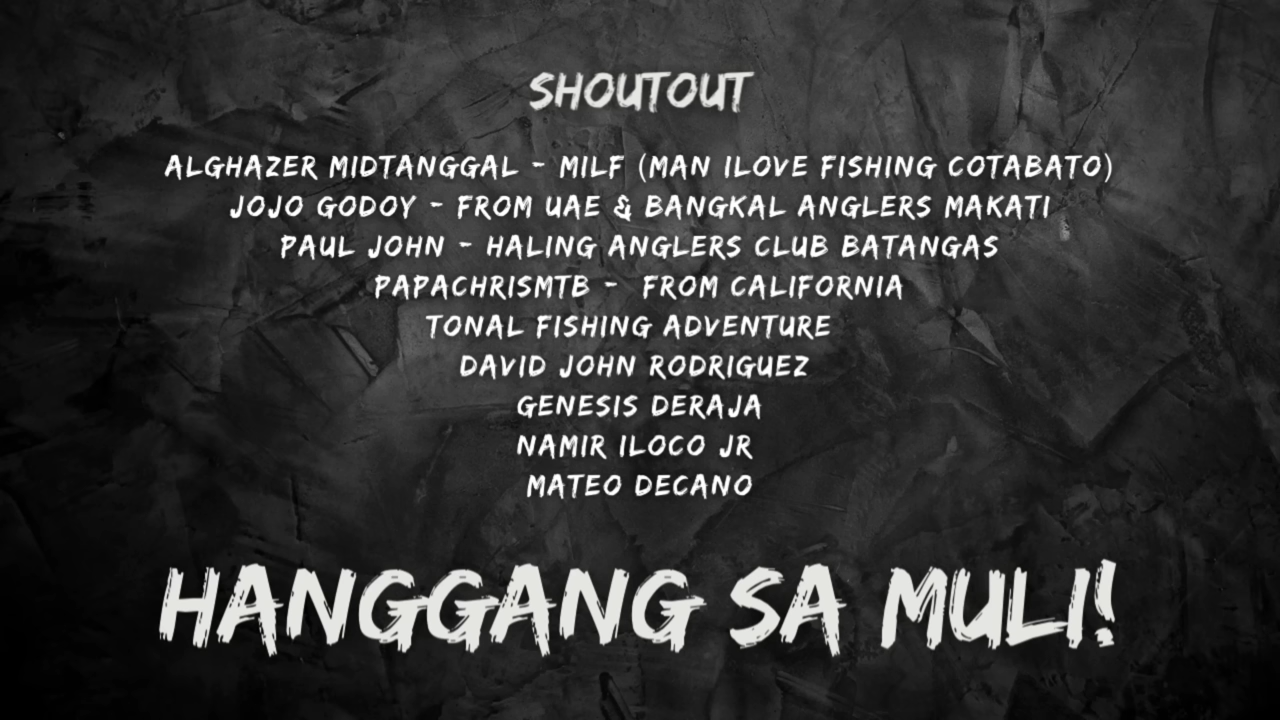 SHOUTOUT
ALGHAZER MIDTANGGAL - MILF (MAN ILOVE FISHING COTABATO)
JOJO GODOY - FROM UAE & BANGKAL ANGLERS MAKATI
PAUL JOHN - HALING ANGLERS CLUB BATANGAS
PAPACHRISMTB - FROM CALIFORNIA
TONAL FISHING ADVENTURE
DAVID JOHN RODRIGUEZ
GENESIS DERAJA
NAMIR ILOCO JR
MATEO DECANO
HANGGANG SA MULI!